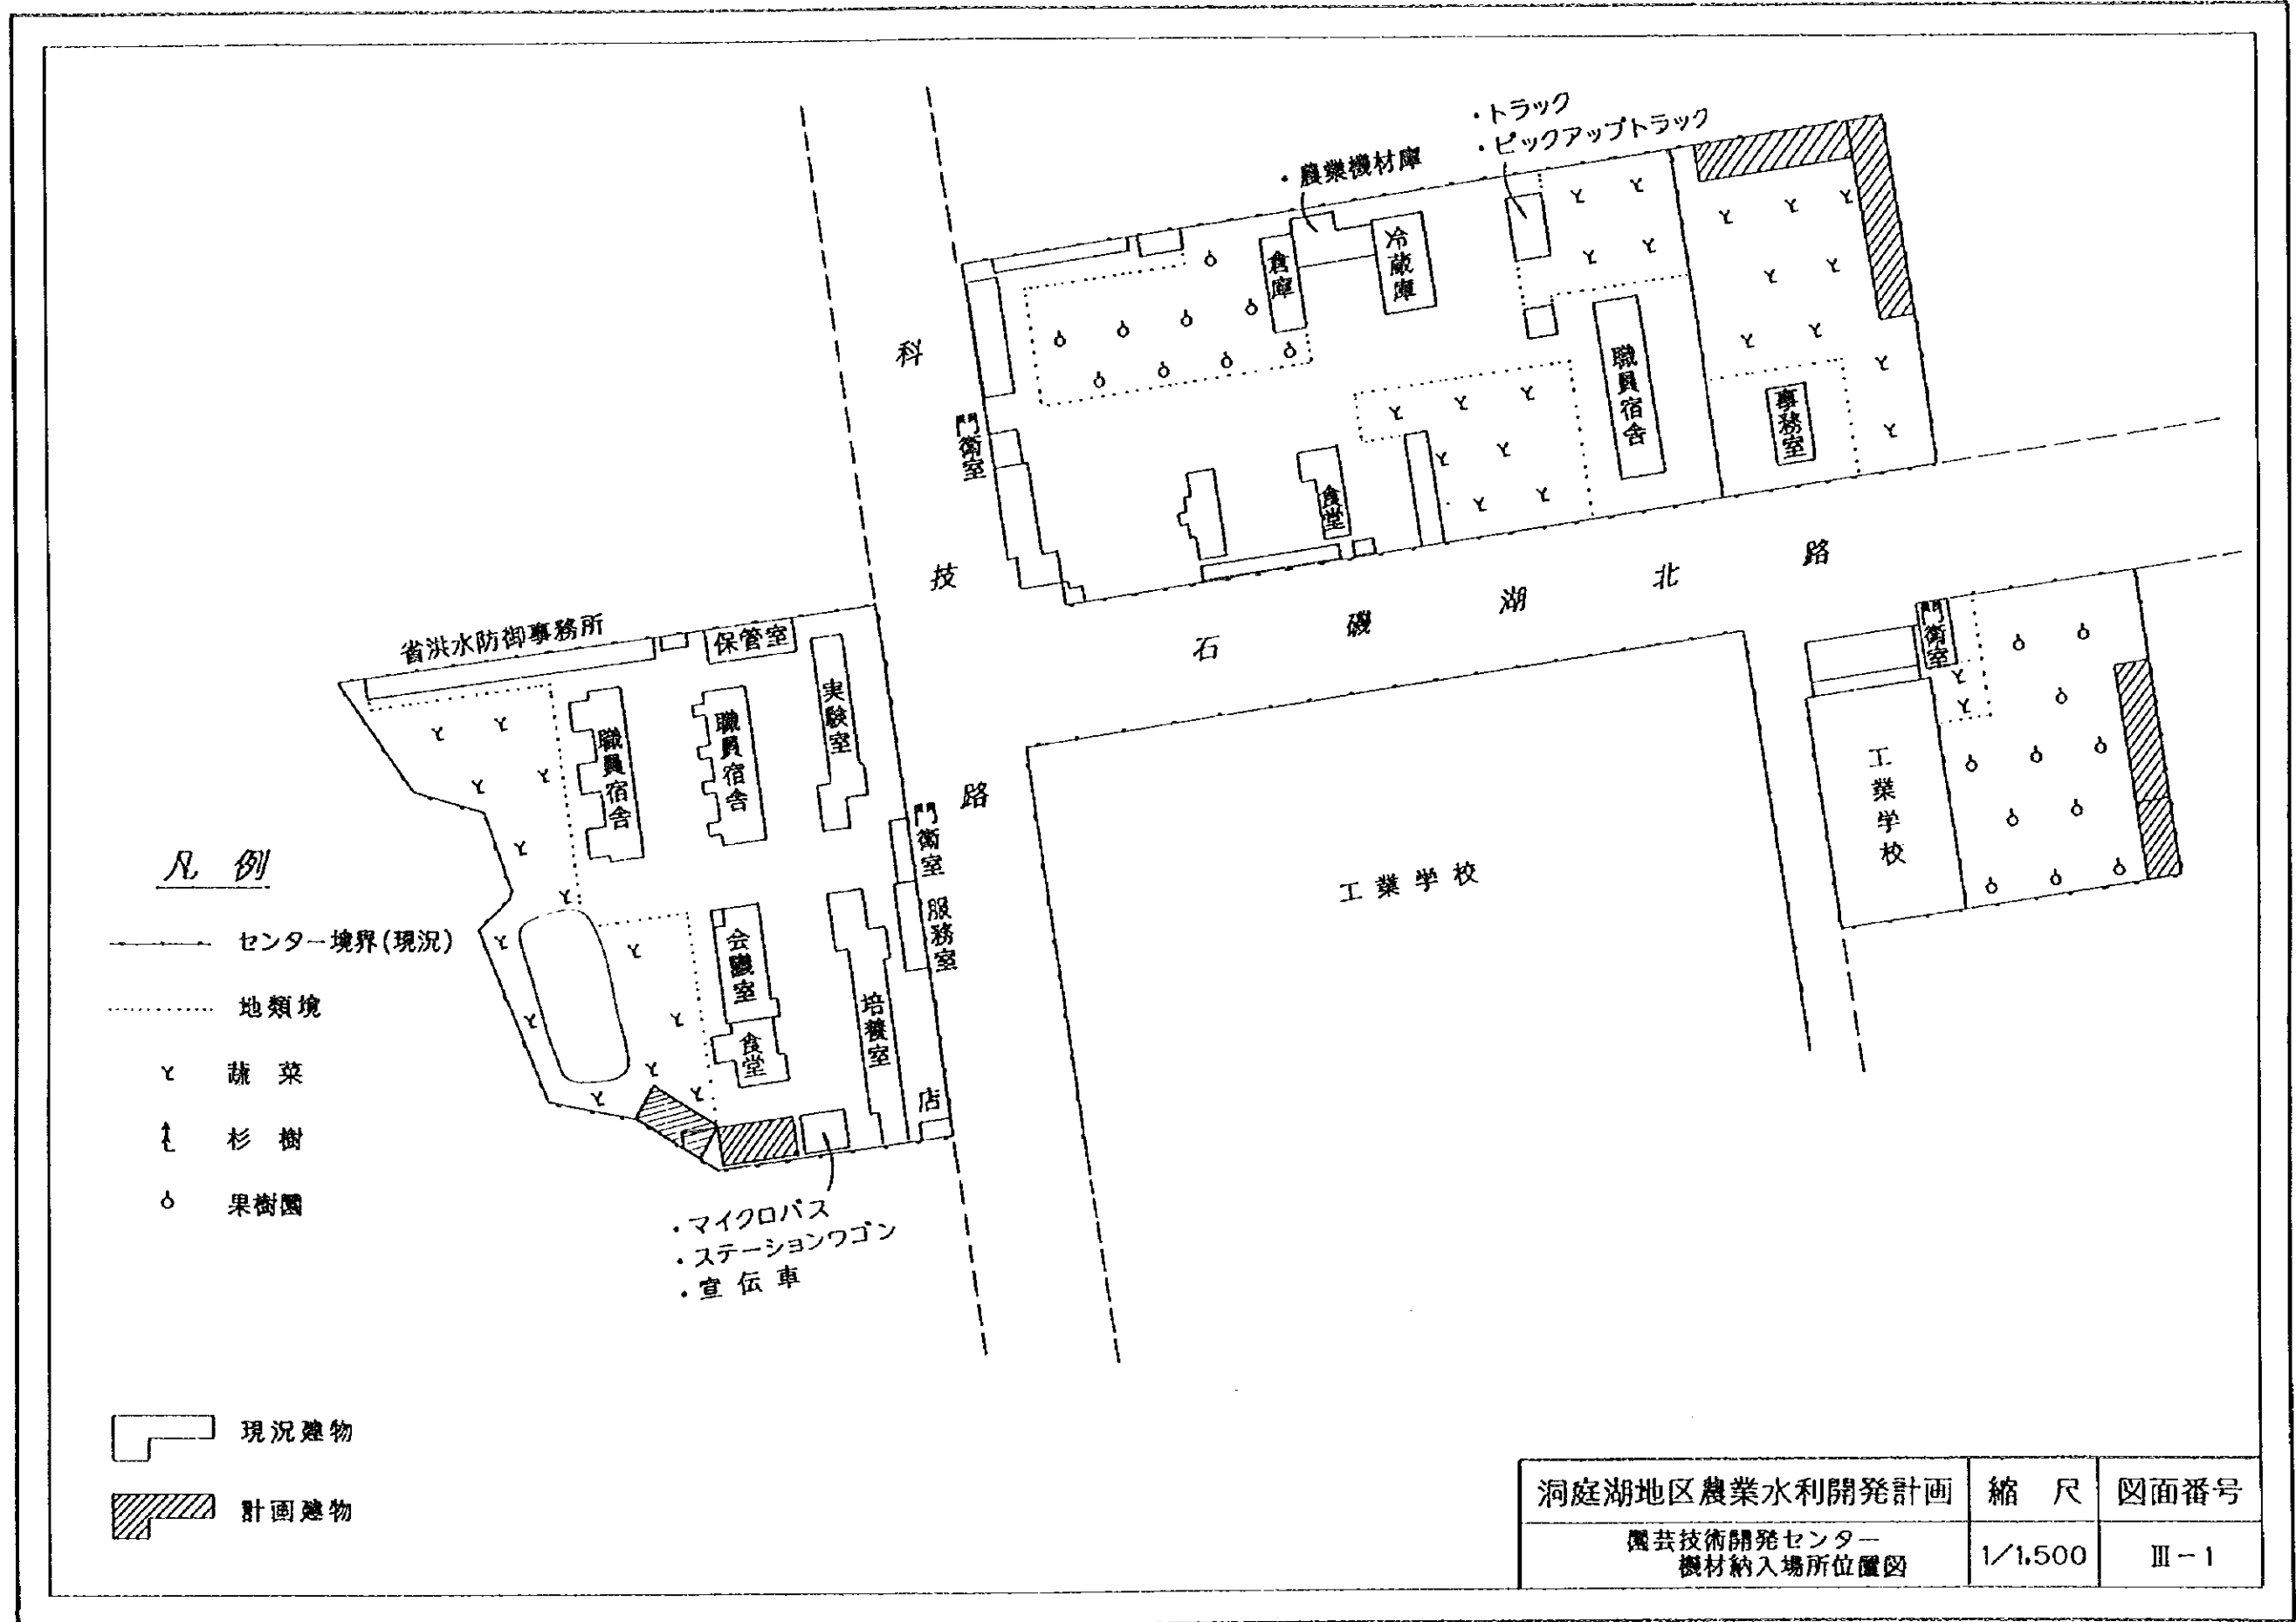 ・トラック
・ピックアップトラック
・農業機材庫
倉庫
冷蔵庫
職員宿舎
事務室
門衛室
食堂
科技路
石磯湖北路
省洪水防御事務所
保管室
実験室
職員宿舎
職員宿舎
門衛室
服務室
会議室
食堂
培養室
店
・マイクロバス
・ステーションワゴン
・宣伝車
工業学校
門衛室
工業学校
凡例
センター境界(現況)
地類境
蔬菜
杉樹
果樹園
現況建物
計画建物
洞庭湖地区農業水利開発計画
縮尺
図面番号
園芸技術開発センター
機材納入場所位置図
1/1.500
Ⅲ-1